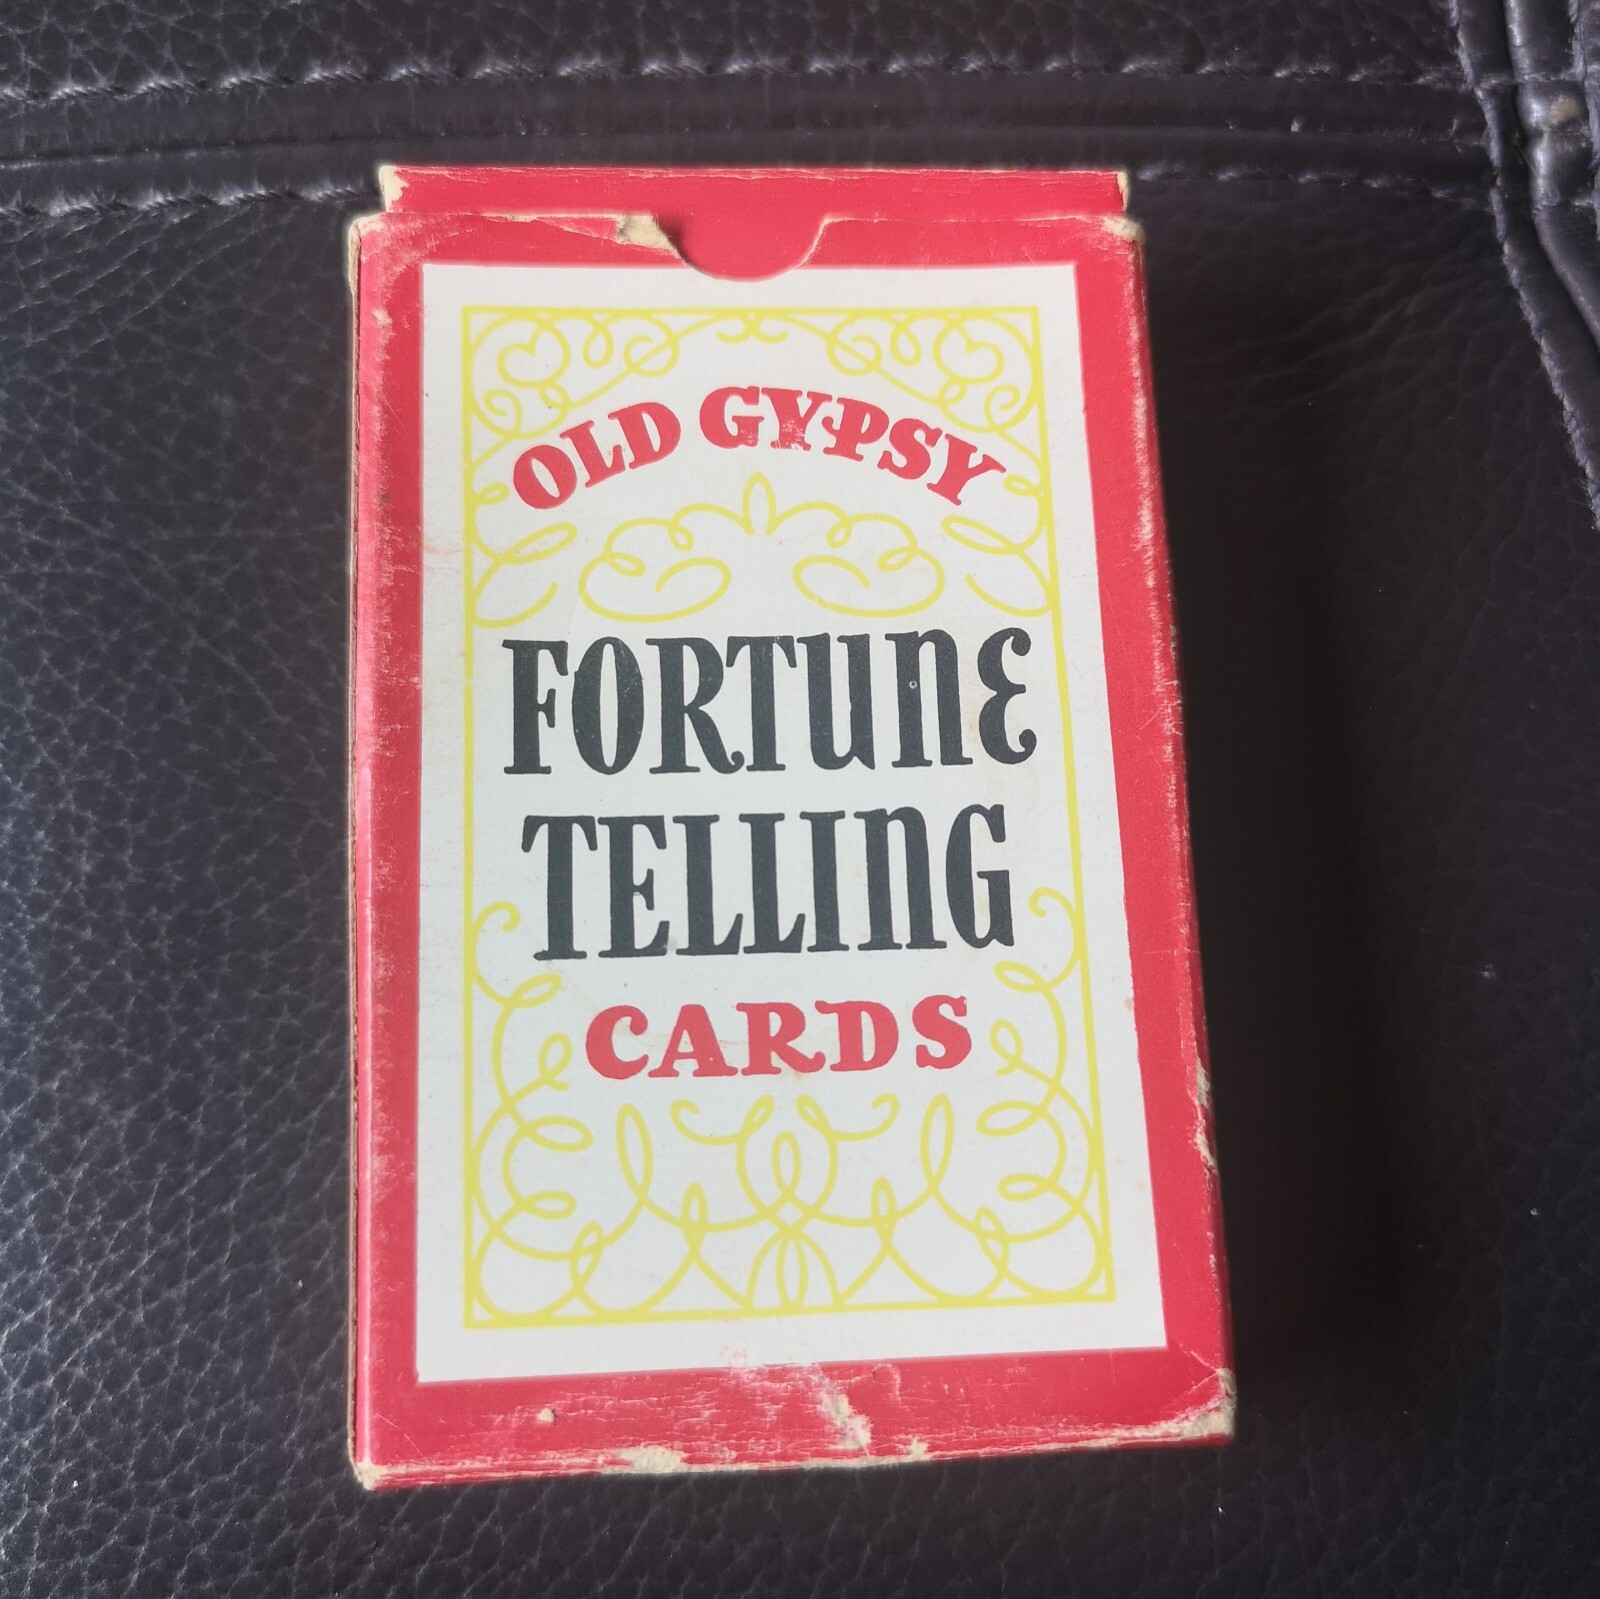 OLD GYPSY
FORTUNE
TELLING
CARDS